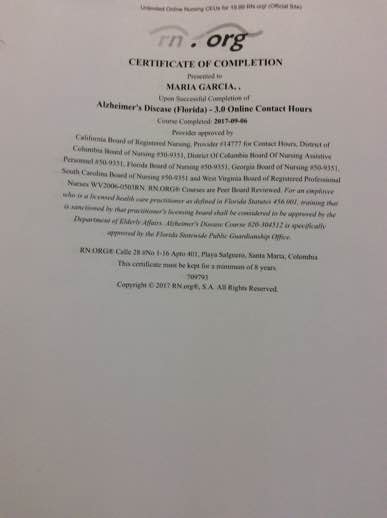 Unlimited Online Nursing CEUs for 19.99 RN.org! (Official Site)
rn.org
CERTIFICATE OF COMPLETION
Presented to
MARIA GARCIA, ,
Upon Successful Completion of
Alzheimer's Disease (Florida) - 3.0 Online Contact Hours
Course Completed: 2017-09-06
Provider approved by
California Board of Registered Nursing, Provider #14777 for Contact Hours, District of
Columbia Board of Nursing #50-9351, District Of Columbia Board Of Nursing Assistive
Personnel #50-9351, Florida Board of Nursing #50-9351, Georgia Board of Nursing #50-9351,
South Carolina Board of Nursing #50-9351 and West Virginia Board of Registered Professional
Nurses WV2006-0503RN. RN.ORG® Courses are Peer Board Reviewed. For an employee
who is a licensed health care practitioner as defined in Florida Statutes 456.001, training that
is sanctioned by that practitioner's licensing board shall be considered to be approved by the
Department of Elderly Affairs. Alzheimer's Disease Course #20-304512 is specifically
approved by the Florida Statewide Public Guardianship Office.
RN.ORG® Calle 28 #No 1-16 Apto 401, Playa Salguero, Santa Marta, Colombia
This certificate must be kept for a minimum of 8 years.
709793
Copyright © 2017 RN.org®, S.A. All Rights Reserved.